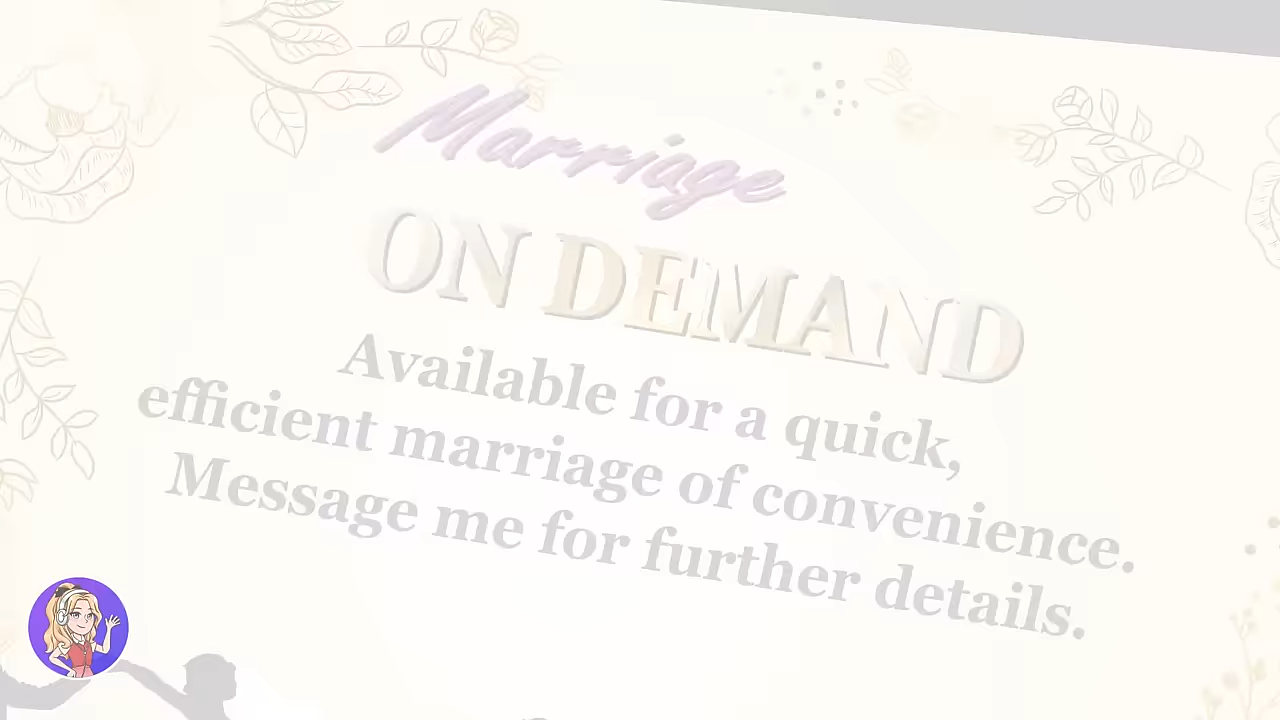 Marriage
ON DEMAND
Available for a quick,
efficient marriage of convenience.
Message me for further details.